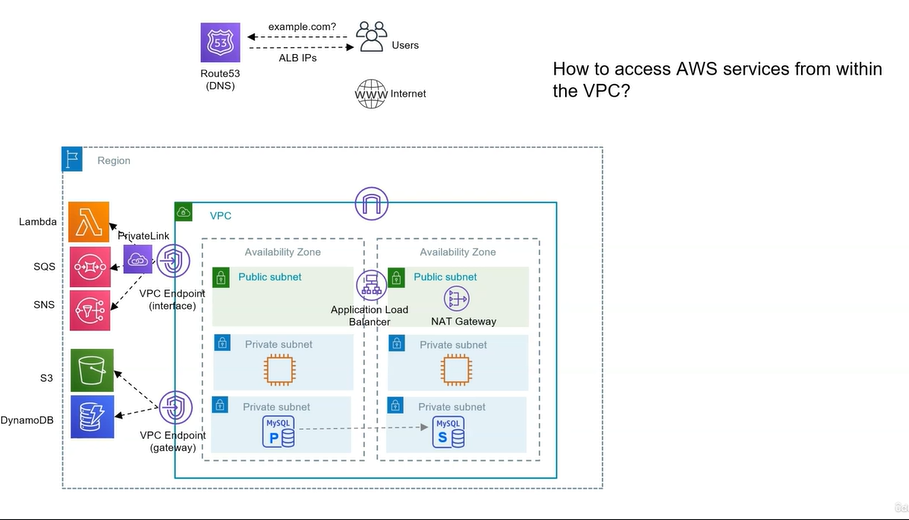 example.com?
53
ALB IPs
Users
Route53
(DNS)
WWW
Internet
How to access AWS services from within
the VPC?
Region
VPC
Lambda
PrivateLink
SQS
SNS
VPC Endpoint
(interface)
Availability Zone
Availability Zone
Public subnet
Public subnet
Application Load
Balancer
NAT Gateway
Private subnet
Private subnet
S3
DynamoDB
VPC Endpoint
(gateway)
Private subnet
Private subnet
MySQL
P
MySQL
S